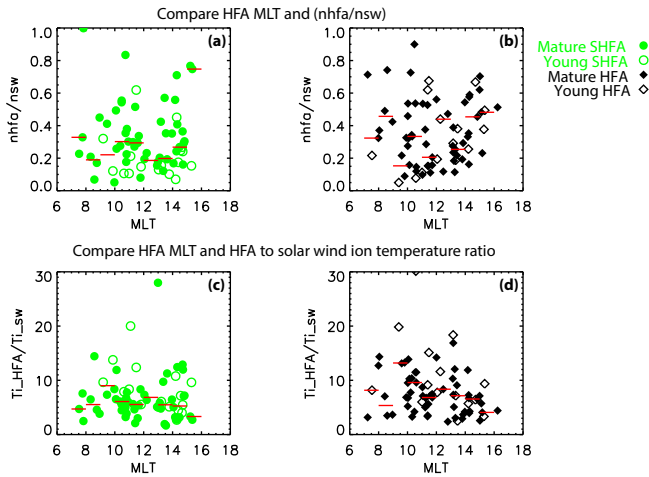 Compare HFA MLT and (nhfa/nsw)
(a)
(b)
Mature SHFA
Young SHFA
Mature HFA
Young HFA
nhfa/nsw
1.0
0.8
0.6
0.4
0.2
0.0
6 8 10 12 14 16 18
MLT
nhfa/nsw
1.0
0.8
0.6
0.4
0.2
0.0
6 8 10 12 14 16 18
MLT
Compare HFA MLT and HFA to solar wind ion temperature ratio
(c)
(d)
Ti_HFA/Ti_sw
30
20
10
0
6 8 10 12 14 16 18
MLT
Ti_HFA/Ti_sw
30
20
10
0
6 8 10 12 14 16 18
MLT